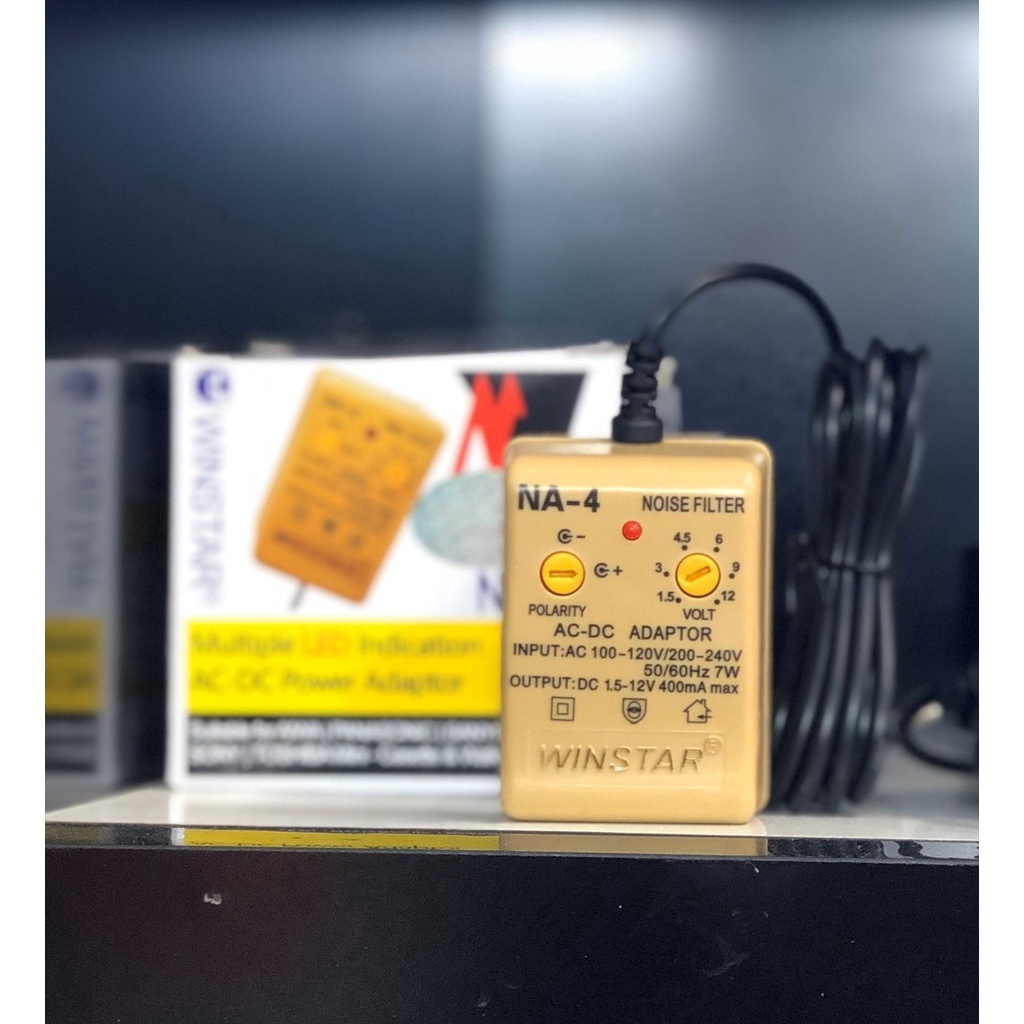 WINSTAR
Multiple LED Indication
AC-DC Power Adaptor
NA-4
NOISE FILTER
4.5 6
3 9
1.5 12
- +
POLARITY
VOLT
AC-DC ADAPTOR
INPUT:AC 100-120V/200-240V
50/60Hz 7W
OUTPUT:DC 1.5-12V 400mA max
WINSTAR®